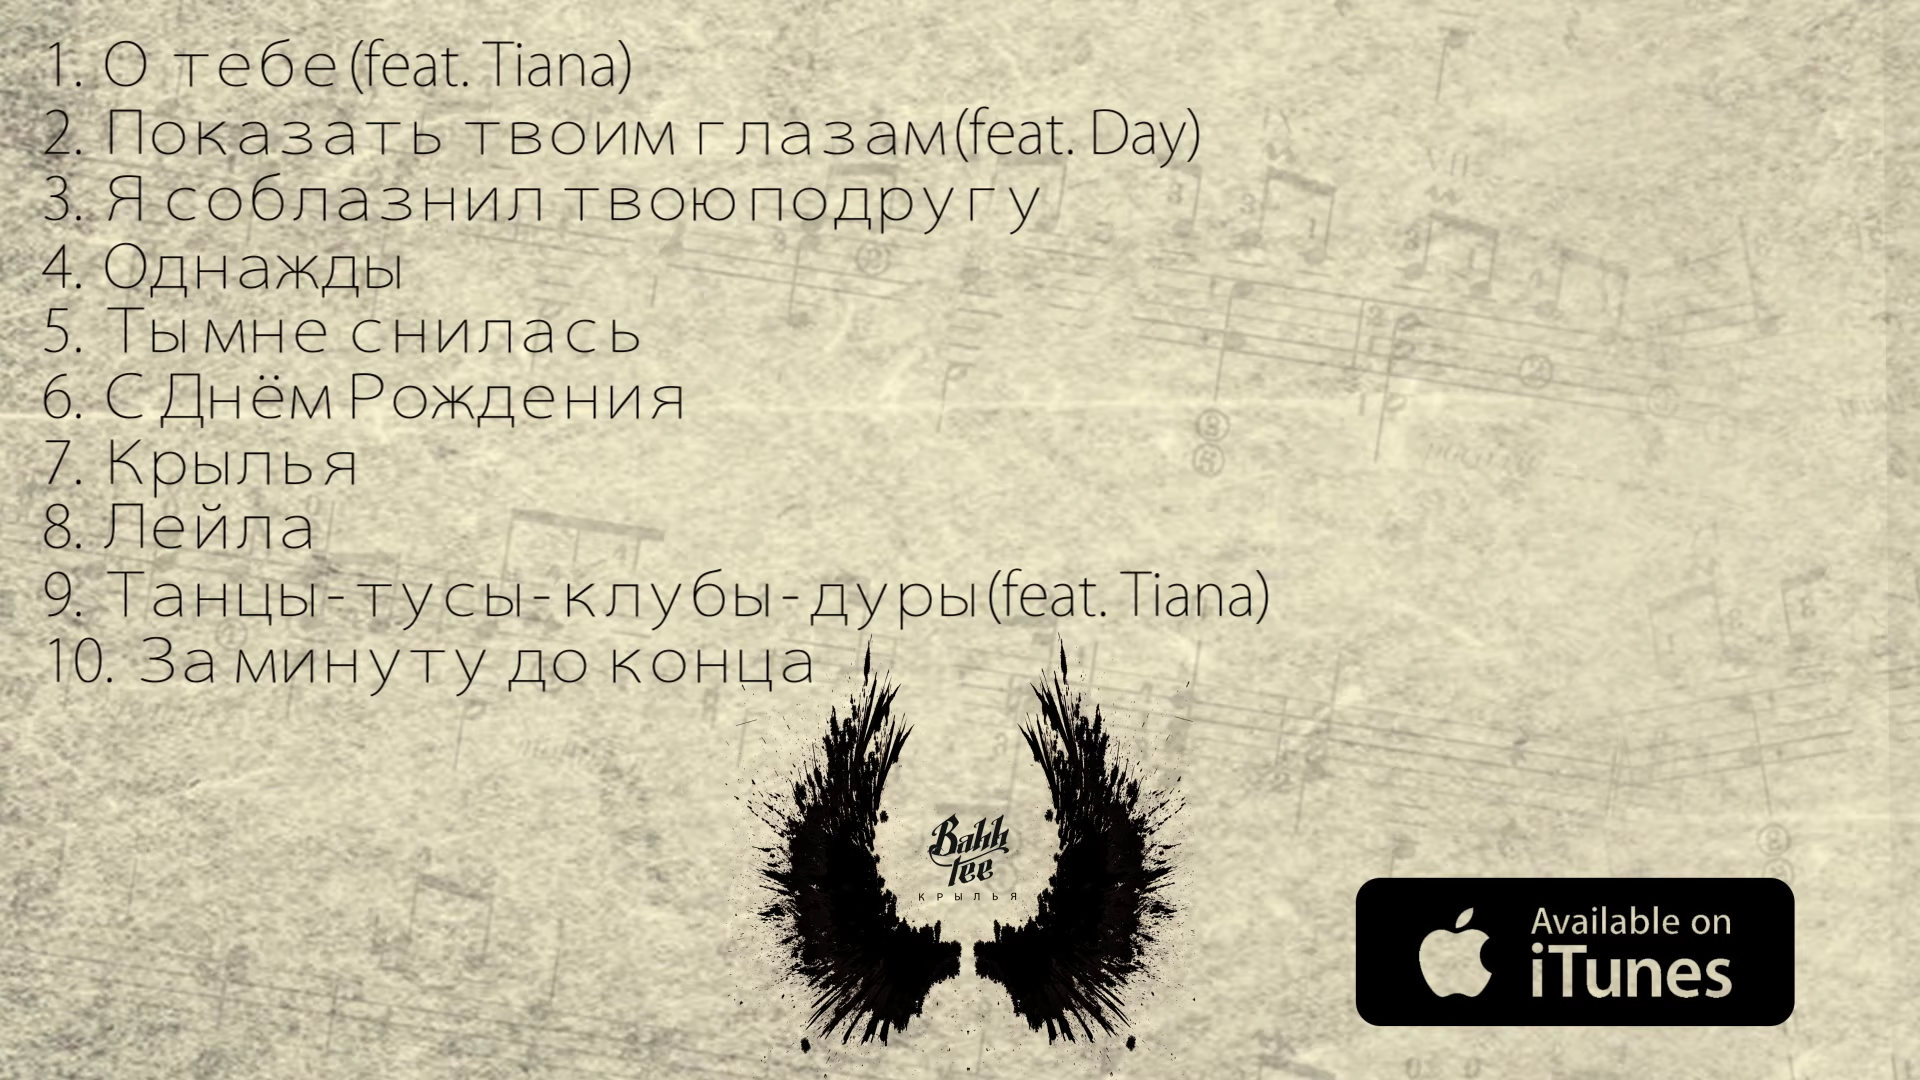 1. О тебе (feat. Tiana)
2. Показать твоим глазам (feat. Day)
3. Я соблазнил твою подругу
4. Однажды
5. Ты мне снилась
6. С Днём Рождения
7. Крылья
8. Лейла
9. Танцы-тусы-клубы-дуры (feat. Tiana)
10. За минуту до конца
Bahh
tee
КРЫЛЬЯ
Available on
iTunes